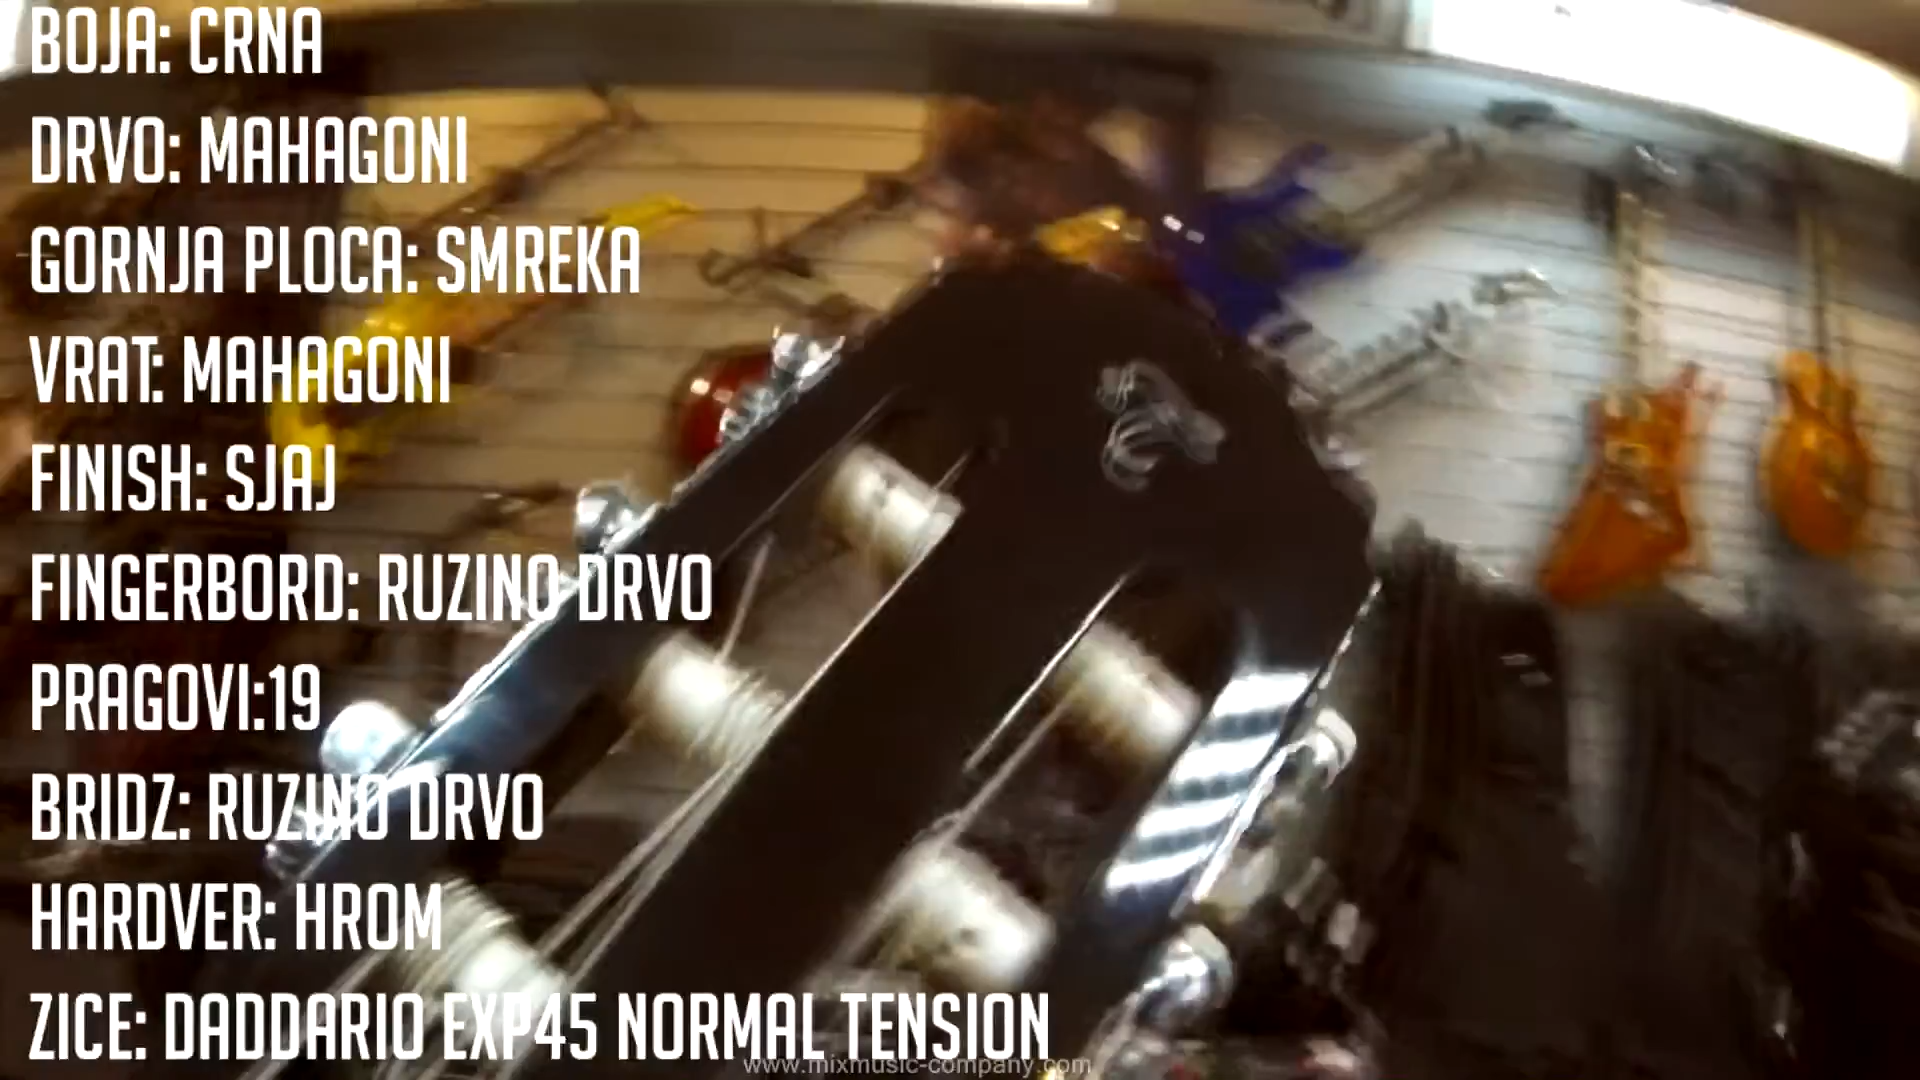 BOJA: CRNA
DRVO: MAHAGONI
GORNJA PLOCA: SMREKA
VRAT: MAHAGONI
FINISH: SJAJ
FINGERBORD: RUZINO DRVO
PRAGOVI:19
BRIDZ: RUZINO DRVO
HARDVER: HROM
ZICE: DADDARIO EXP45 NORMAL TENSION
www.mixmusic-company.com